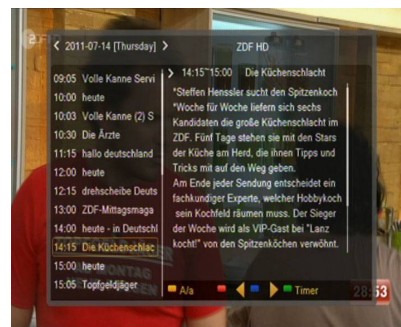 < 2011-07-14 [Thursday] >
ZDF HD
09:05 Volle Kanne Servi
10:00 heute
10:03 Volle Kanne (2) S
10:30 Die Ärzte
11:15 hallo deutschland
12:00 heute
12:15 drehscheibe Deuts
13:00 ZDF-Mittagsmaga
14:00 heute - in Deutschl
14:15 Die Küchenschlac
15:00 heute
15:05 Topfgeldjäger
> 14:15~15:00 Die Küchenschlacht
*Steffen Henssler sucht den Spitzenkoch
*Woche für Woche liefern sich sechs
Kandidaten die große Küchenschlacht im
ZDF. Fünf Tage stehen sie mit den Stars
der Küche am Herd, die ihnen Tipps und
Tricks mit auf den Weg geben.
Am Ende jeder Sendung entscheidet ein
fachkundiger Experte, welcher Hobbykoch
sein Kochfeld räumen muss. Der Sieger
der Woche wird als VIP-Gast bei "Lanz
kocht!" von den Spitzenköchen verwöhnt.
A/a
Timer
28:53